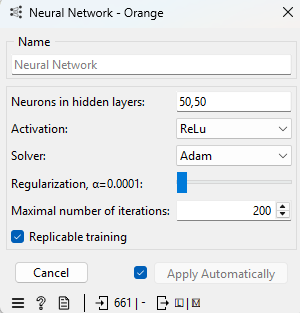 Neural Network - Orange
Name
Neural Network
Neurons in hidden layers: 50,50
Activation: ReLu
Solver: Adam
Regularization, α=0.0001:
Maximal number of iterations: 200
Replicable training
Cancel Apply Automatically
? 661 | - |